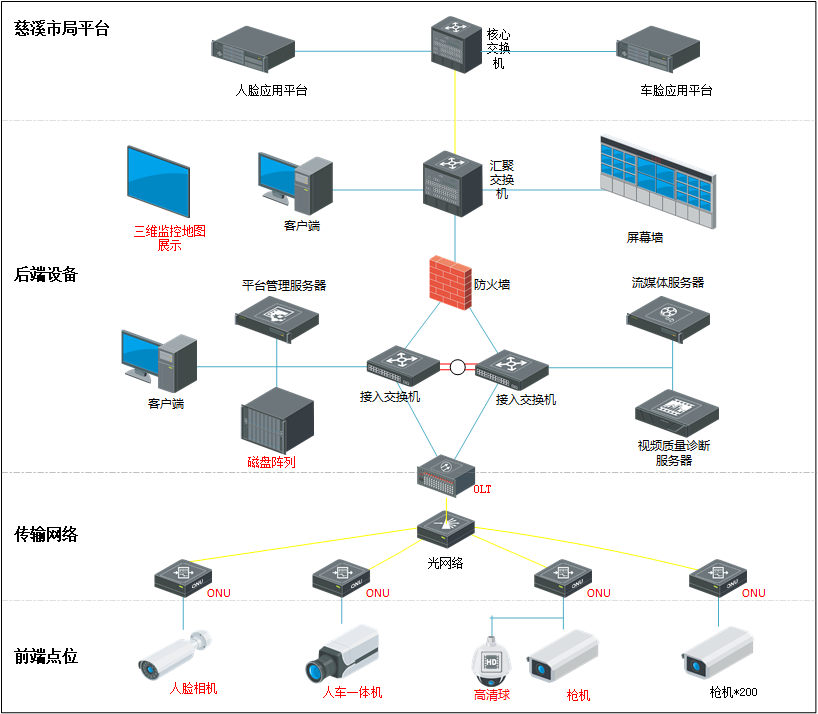 慈溪市局平台
核心
交换
机
人脸应用平台
车脸应用平台
汇聚
交换
机
三维监控地图
展示
客户端
屏幕墙
后端设备
防火墙
平台管理服务器
流媒体服务器
客户端
接入交换机
接入交换机
磁盘阵列
视频质量诊断
服务器
OLT
传输网络
光网络
ONU
ONU
ONU
ONU
ONU
ONU
ONU
ONU
前端点位
HD
人脸相机
人车一体机
高清球
枪机
枪机*200